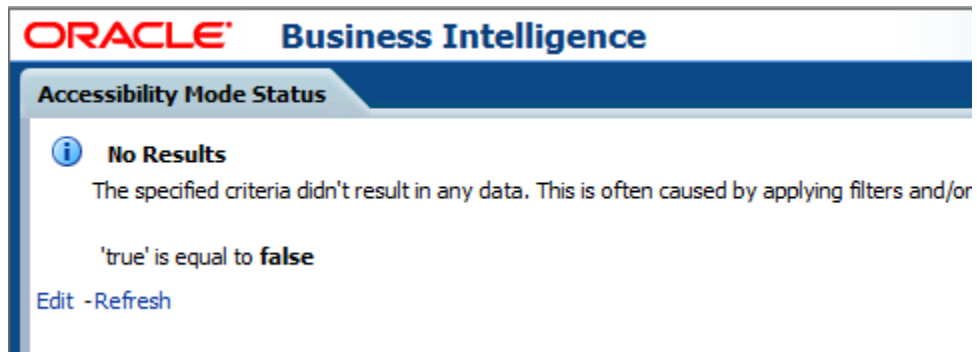 ORACLE Business Intelligence
Accessibility Mode Status
No Results
The specified criteria didn't result in any data. This is often caused by applying filters and/or
'true' is equal to false
Edit -Refresh